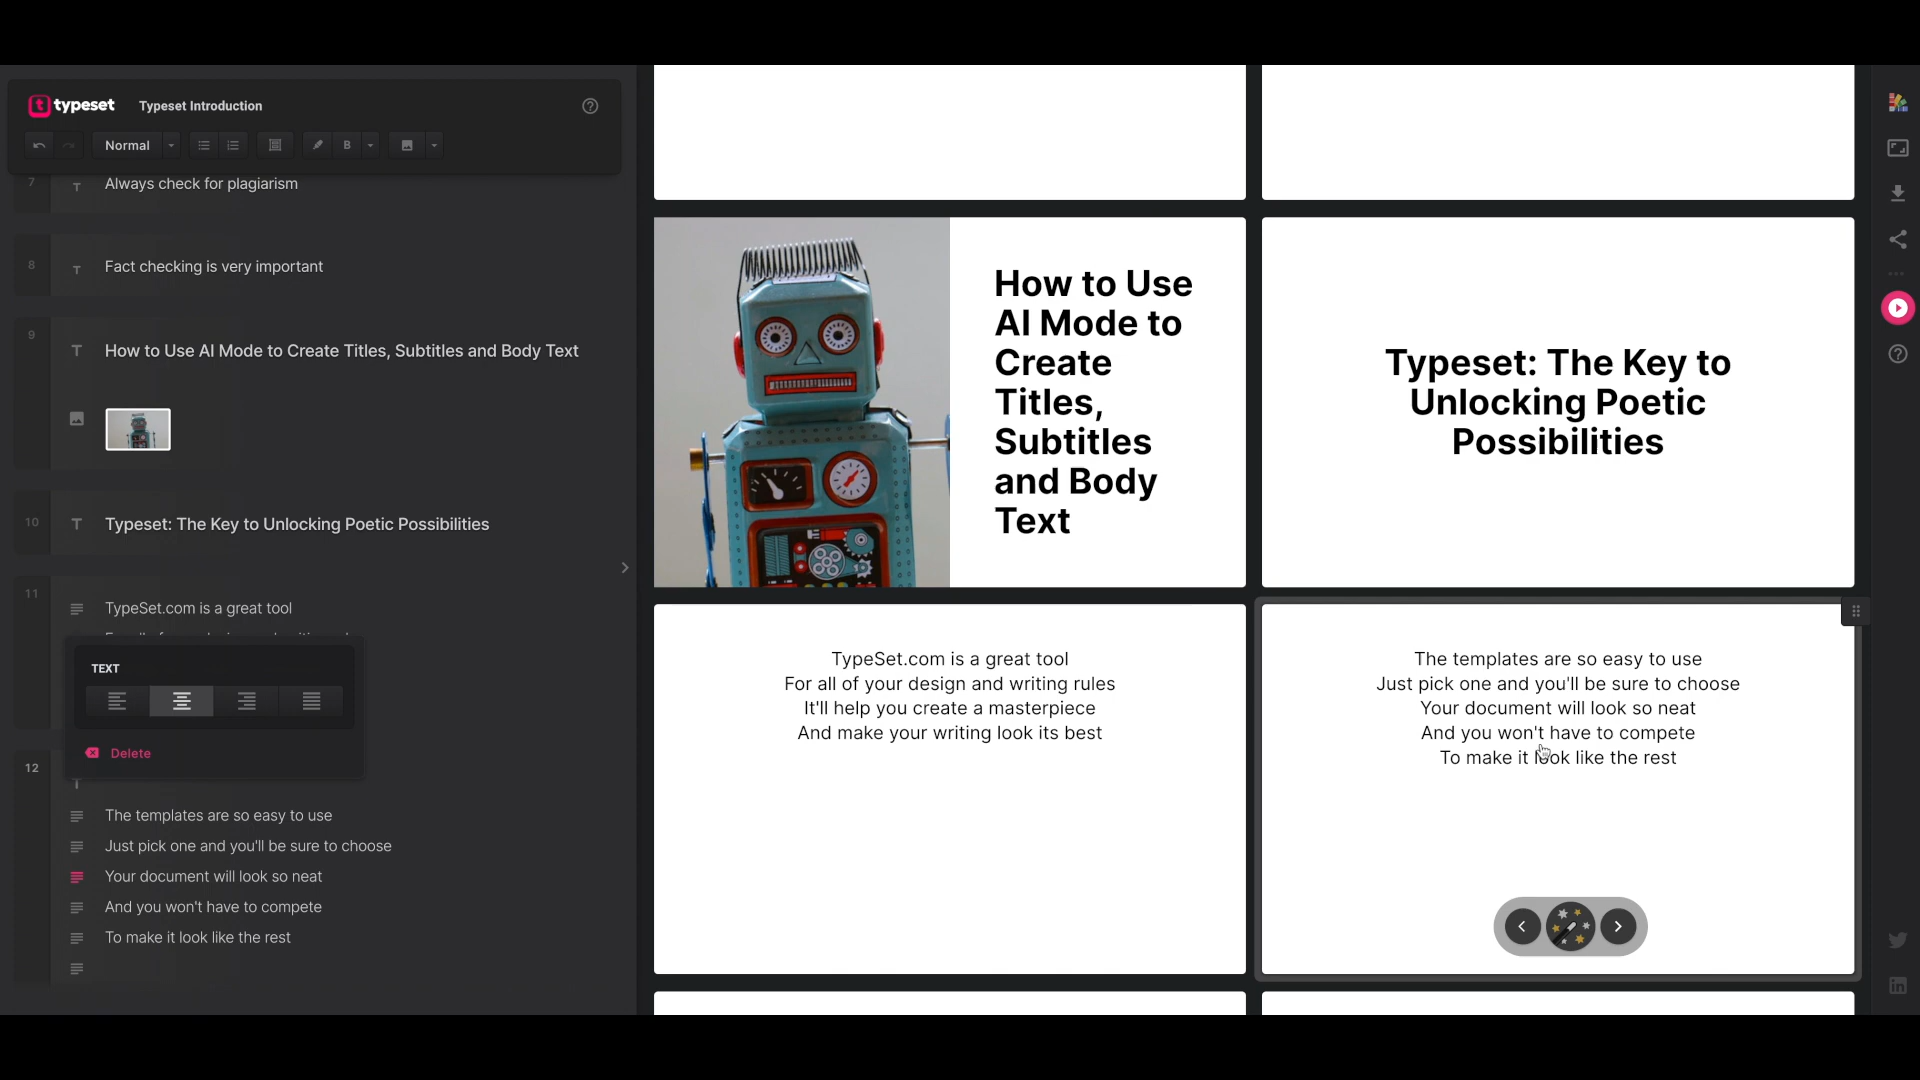 typeset
Typeset Introduction
Normal
B
7
Always check for plagiarism
8
Fact checking is very important
9
How to Use AI Mode to Create Titles, Subtitles and Body Text
10
Typeset: The Key to Unlocking Poetic Possibilities
11
TypeSet.com is a great tool
TEXT
Delete
12
The templates are so easy to use
Just pick one and you'll be sure to choose
Your document will look so neat
And you won't have to compete
To make it look like the rest
How to Use
AI Mode to
Create
Titles,
Subtitles
and Body
Text
Typeset: The Key to
Unlocking Poetic
Possibilities
TypeSet.com is a great tool
For all of your design and writing rules
It'll help you create a masterpiece
And make your writing look its best
The templates are so easy to use
Just pick one and you'll be sure to choose
Your document will look so neat
And you won't have to compete
To make it look like the rest